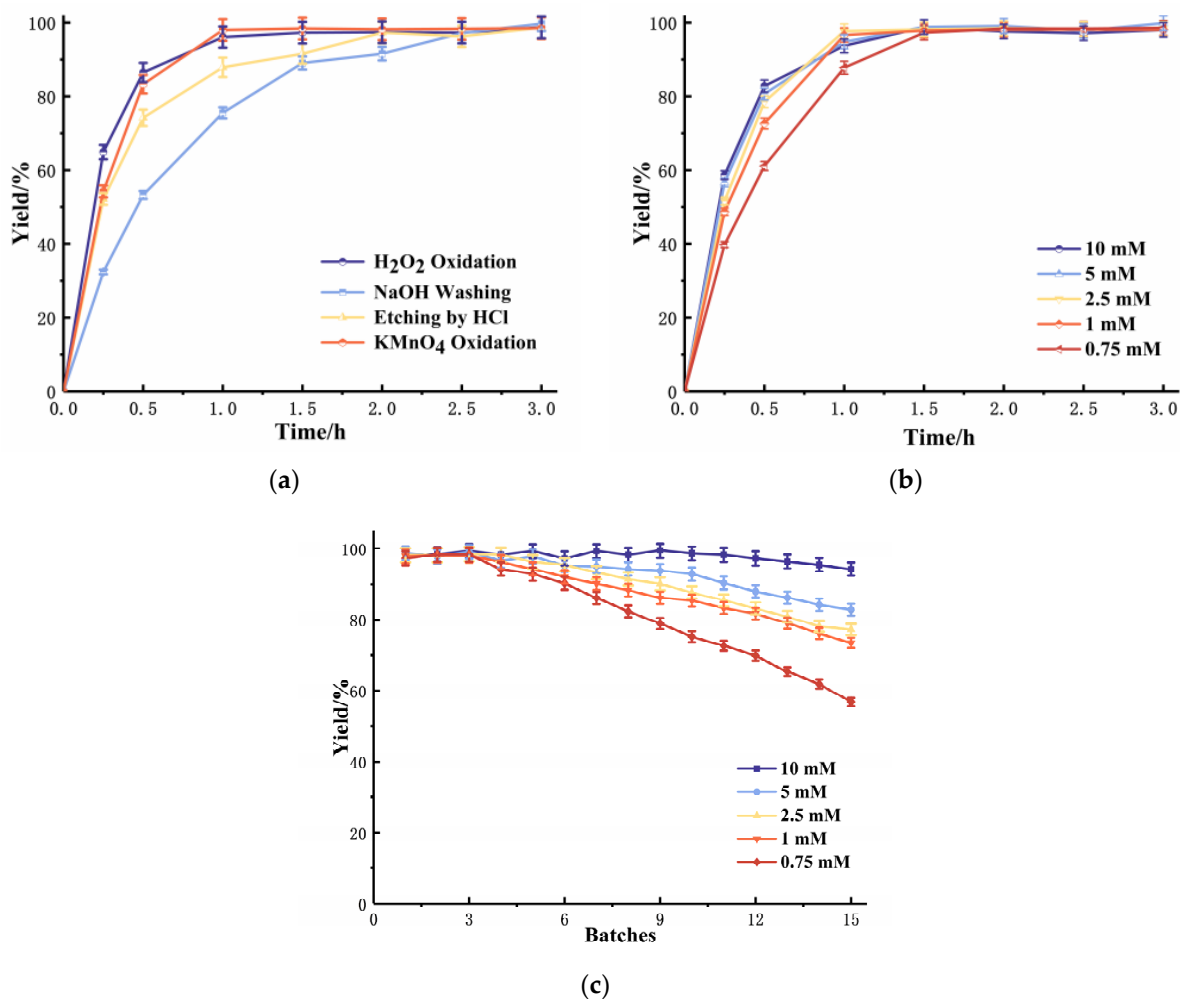 Yield/%
100
80
60
40
20
0
0.0 0.5 1.0 1.5 2.0 2.5 3.0
Time/h
H2O2 Oxidation
NaOH Washing
Etching by HCl
KMnO4 Oxidation
(a)
Yield/%
100
80
60
40
20
0
0.0 0.5 1.0 1.5 2.0 2.5 3.0
Time/h
10 mM
5 mM
2.5 mM
1 mM
0.75 mM
(b)
Yield/%
100
80
60
40
20
0
0 3 6 9 12 15
Batches
10 mM
5 mM
2.5 mM
1 mM
0.75 mM
(c)